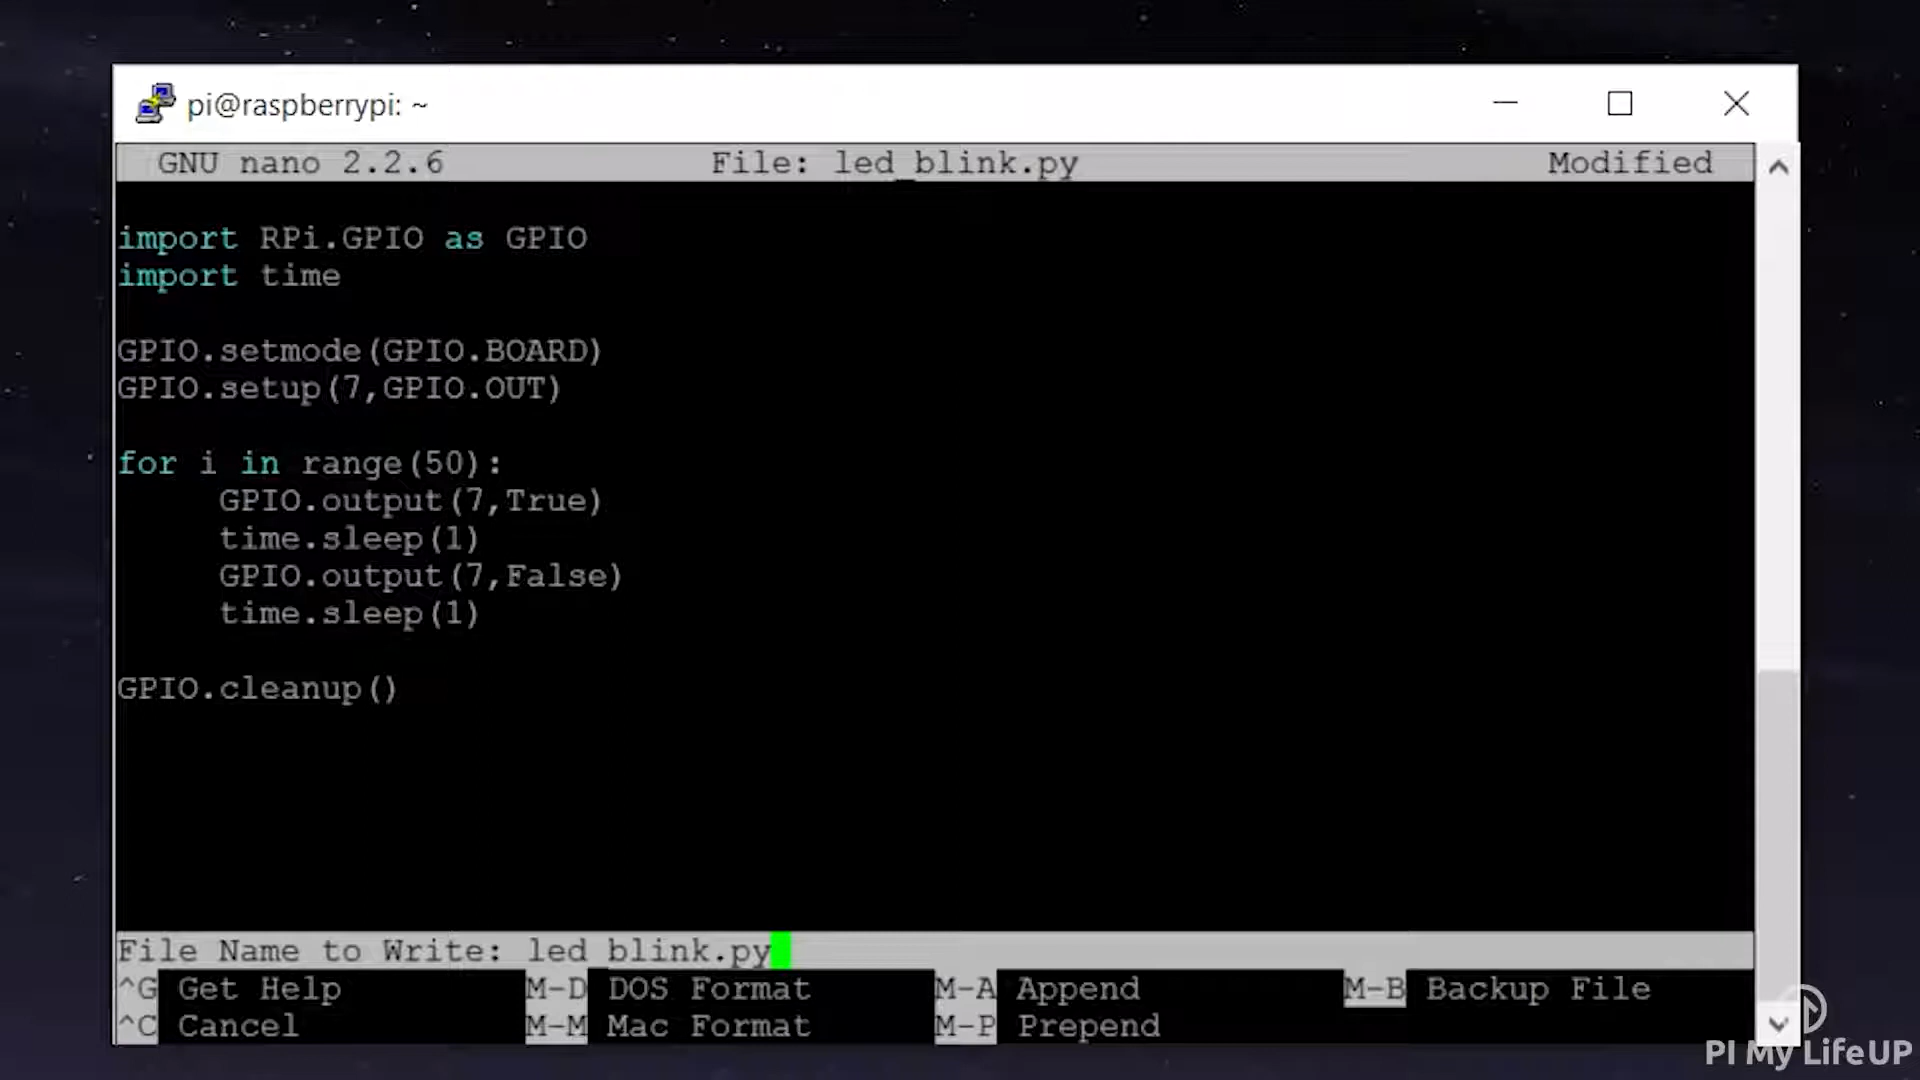 pi@raspberrypi: ~
GNU nano 2.2.6 File: led_blink.py Modified
import RPi.GPIO as GPIO
import time
GPIO.setmode(GPIO.BOARD)
GPIO.setup(7,GPIO.OUT)
for i in range(50):
GPIO.output(7,True)
time.sleep(1)
GPIO.output(7,False)
time.sleep(1)
GPIO.cleanup()
File Name to Write: led blink.py
^G Get Help M-D DOS Format M-A Append M-B Backup File
^C Cancel M-M Mac Format M-P Prepend
PI My LifeUP